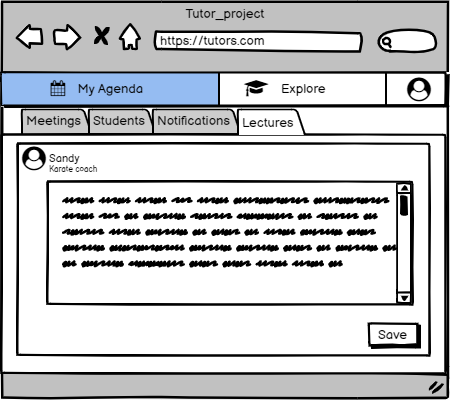 Tutor_project
https://tutors.com
My Agenda
Explore
Meetings
Students
Notifications
Lectures
Sandy
Karate coach
Save